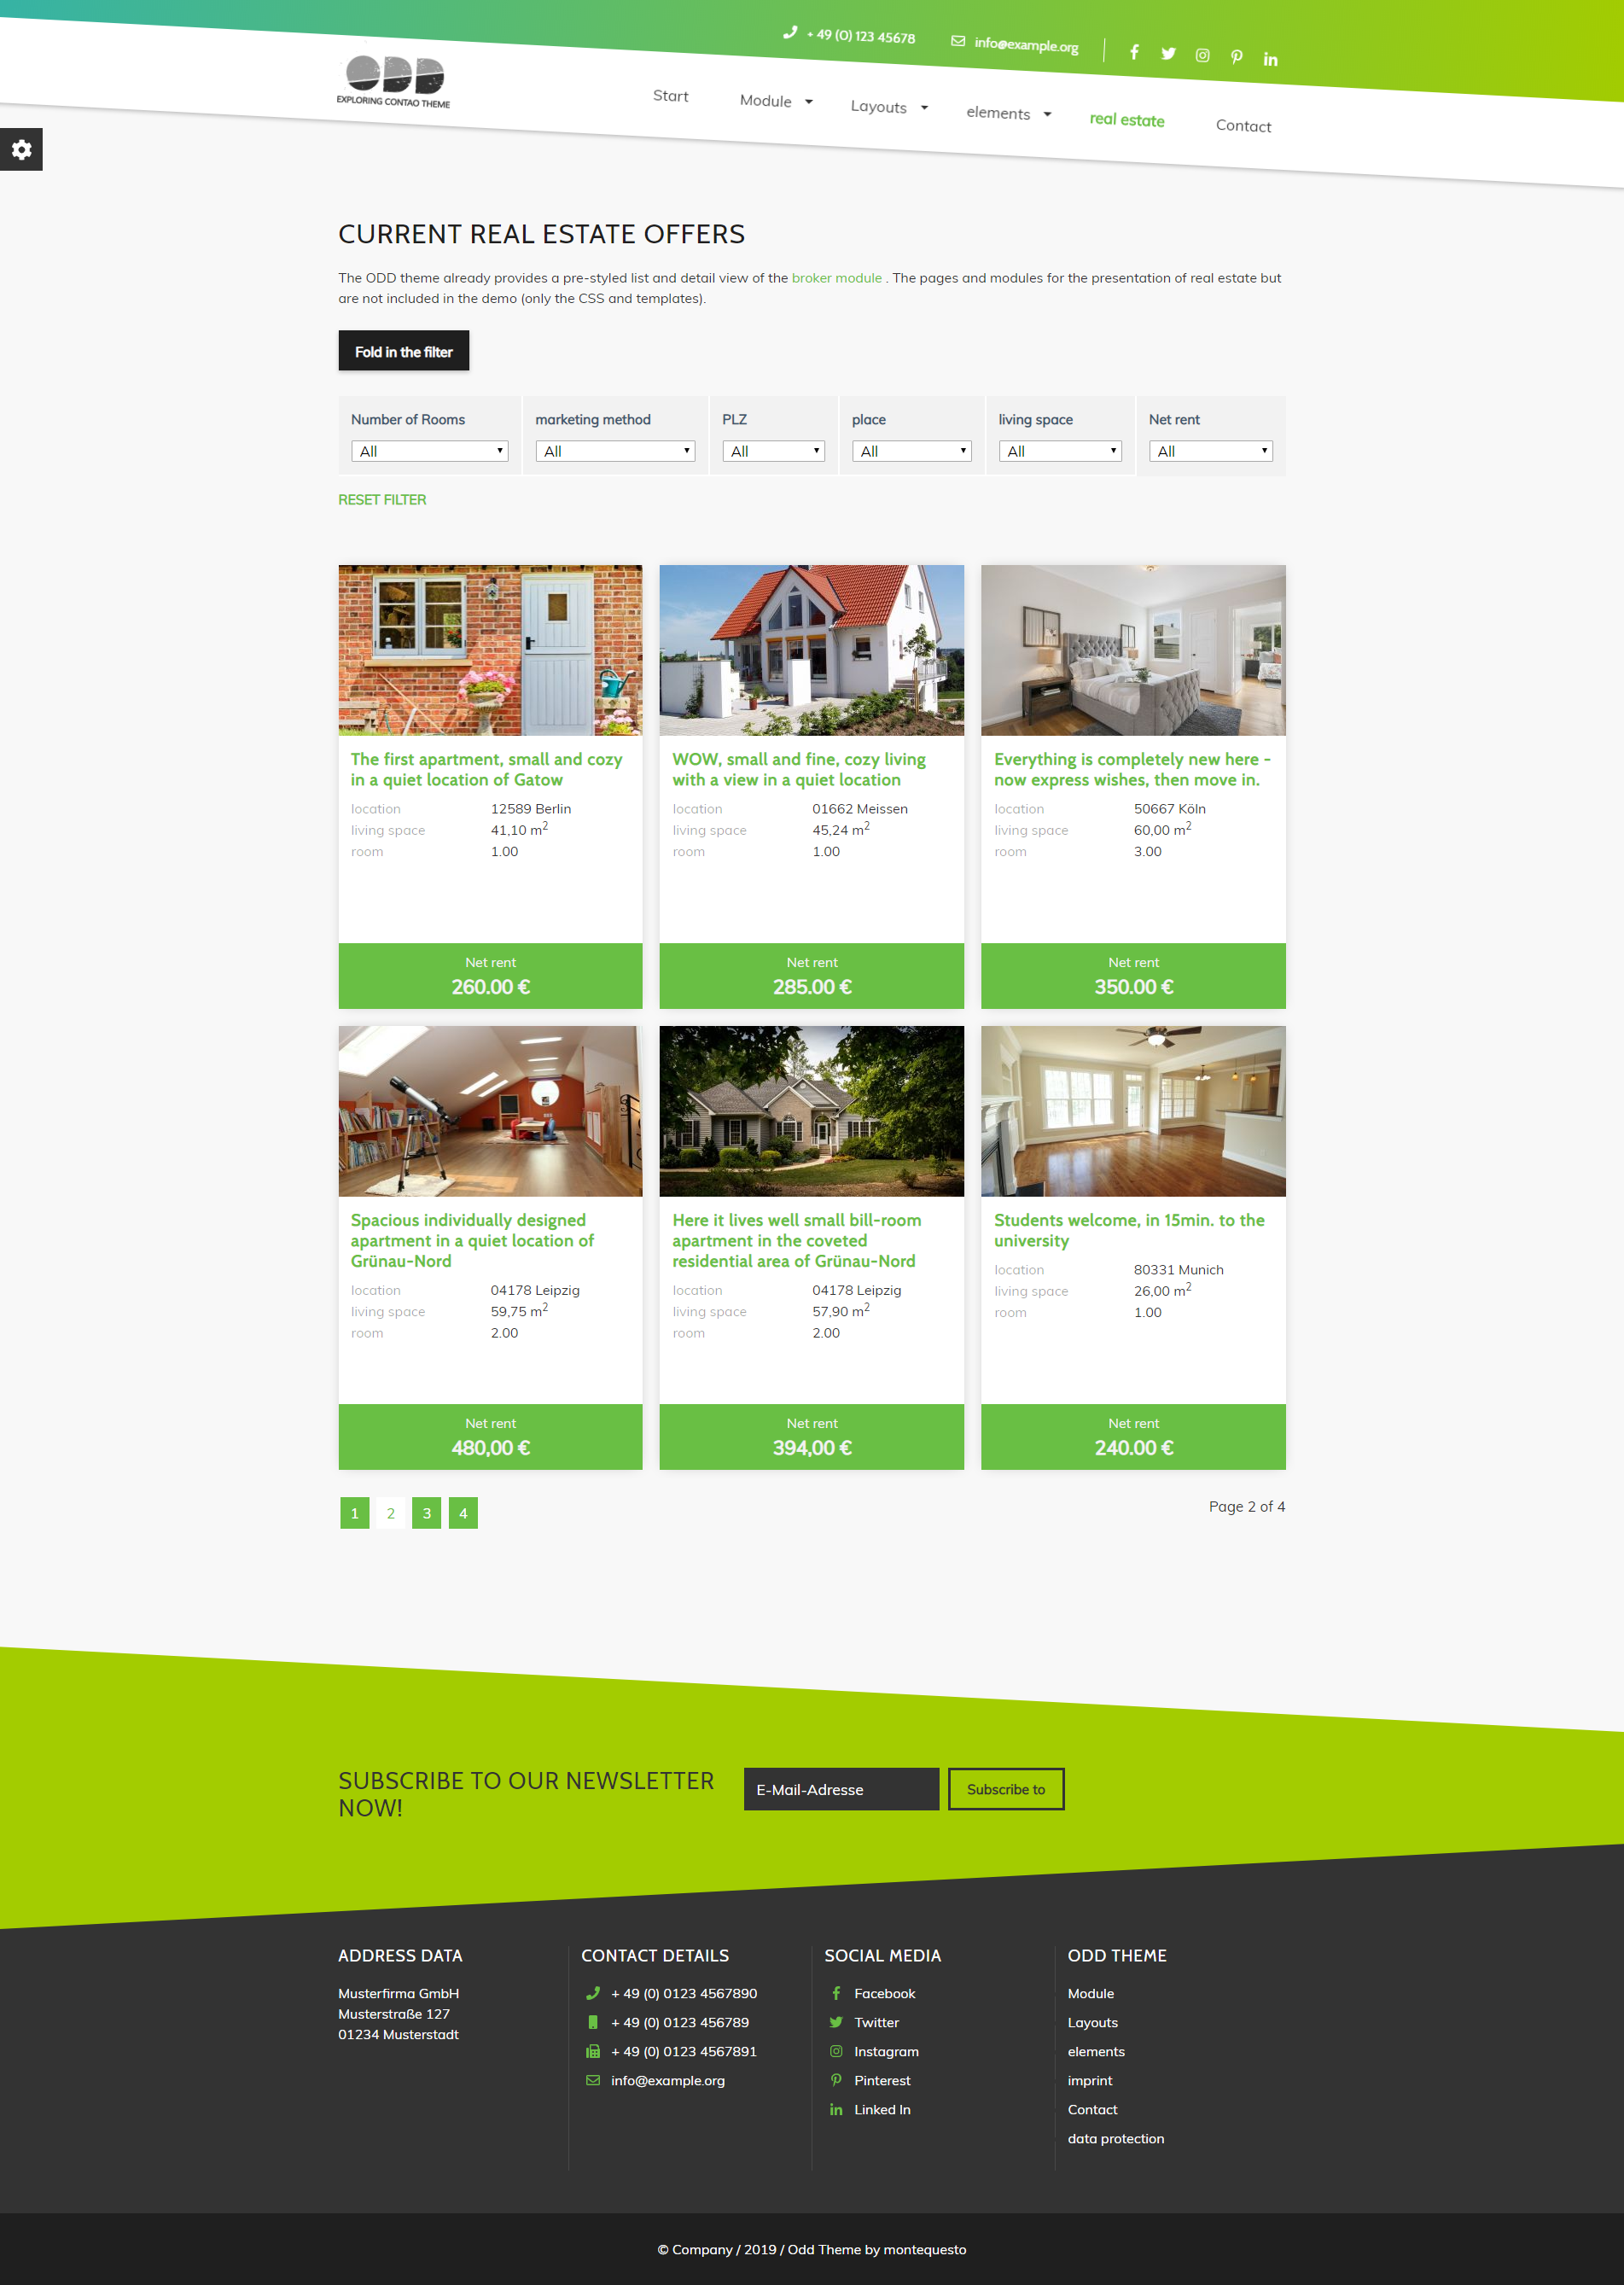 + 49 (0) 123 45678
info@example.org
ODD
EXPLORING CONTAO THEME
Start
Module
Layouts
elements
real estate
Contact
CURRENT REAL ESTATE OFFERS
The ODD theme already provides a pre-styled list and detail view of the broker module . The pages and modules for the presentation of real estate but
are not included in the demo (only the CSS and templates).
Fold in the filter
Number of Rooms
marketing method
PLZ
place
living space
Net rent
All
All
All
All
All
All
RESET FILTER
The first apartment, small and cozy
in a quiet location of Gatow
location 12589 Berlin
living space 41,10 m²
room 1.00
Net rent
260.00 €
WOW, small and fine, cozy living
with a view in a quiet location
location 01662 Meissen
living space 45,24 m²
room 1.00
Net rent
285.00 €
Everything is completely new here -
now express wishes, then move in.
location 50667 Köln
living space 60,00 m²
room 3.00
Net rent
350.00 €
Spacious individually designed
apartment in a quiet location of
Grünau-Nord
location 04178 Leipzig
living space 59,75 m²
room 2.00
Net rent
480,00 €
Here it lives well small bill-room
apartment in the coveted
residential area of Grünau-Nord
location 04178 Leipzig
living space 57,90 m²
room 2.00
Net rent
394,00 €
Students welcome, in 15min. to the
university
location 80331 Munich
living space 26,00 m²
room 1.00
Net rent
240.00 €
1 2 3 4
Page 2 of 4
SUBSCRIBE TO OUR NEWSLETTER
NOW!
E-Mail-Adresse
Subscribe to
ADDRESS DATA
Musterfirma GmbH
Musterstraße 127
01234 Musterstadt
CONTACT DETAILS
+ 49 (0) 0123 4567890
+ 49 (0) 0123 456789
+ 49 (0) 0123 4567891
info@example.org
SOCIAL MEDIA
Facebook
Twitter
Instagram
Pinterest
Linked In
ODD THEME
Module
Layouts
elements
imprint
Contact
data protection
© Company / 2019 / Odd Theme by montequesto